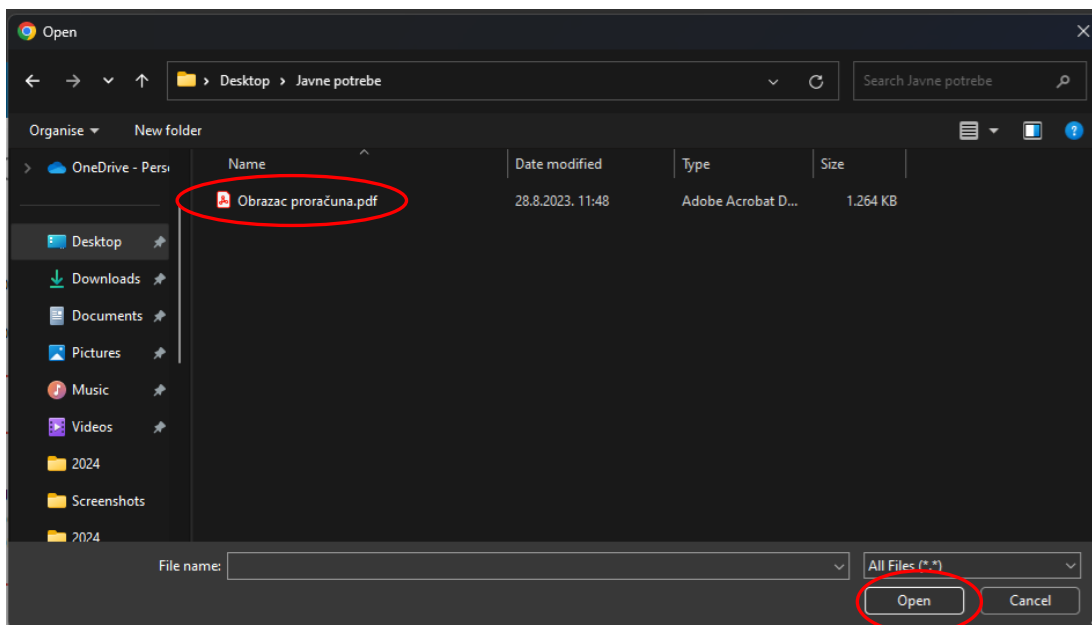 Open
Desktop > Javne potrebe
Search Javne potrebe
Organise
New folder
Name
Date modified
Type
Size
OneDrive - Pers
Obrazac proračuna.pdf
28.8.2023. 11:48
Adobe Acrobat D...
1.264 KB
Desktop
Downloads
Documents
Pictures
Music
Videos
2024
Screenshots
2024
File name:
All Files (*.*)
Open
Cancel